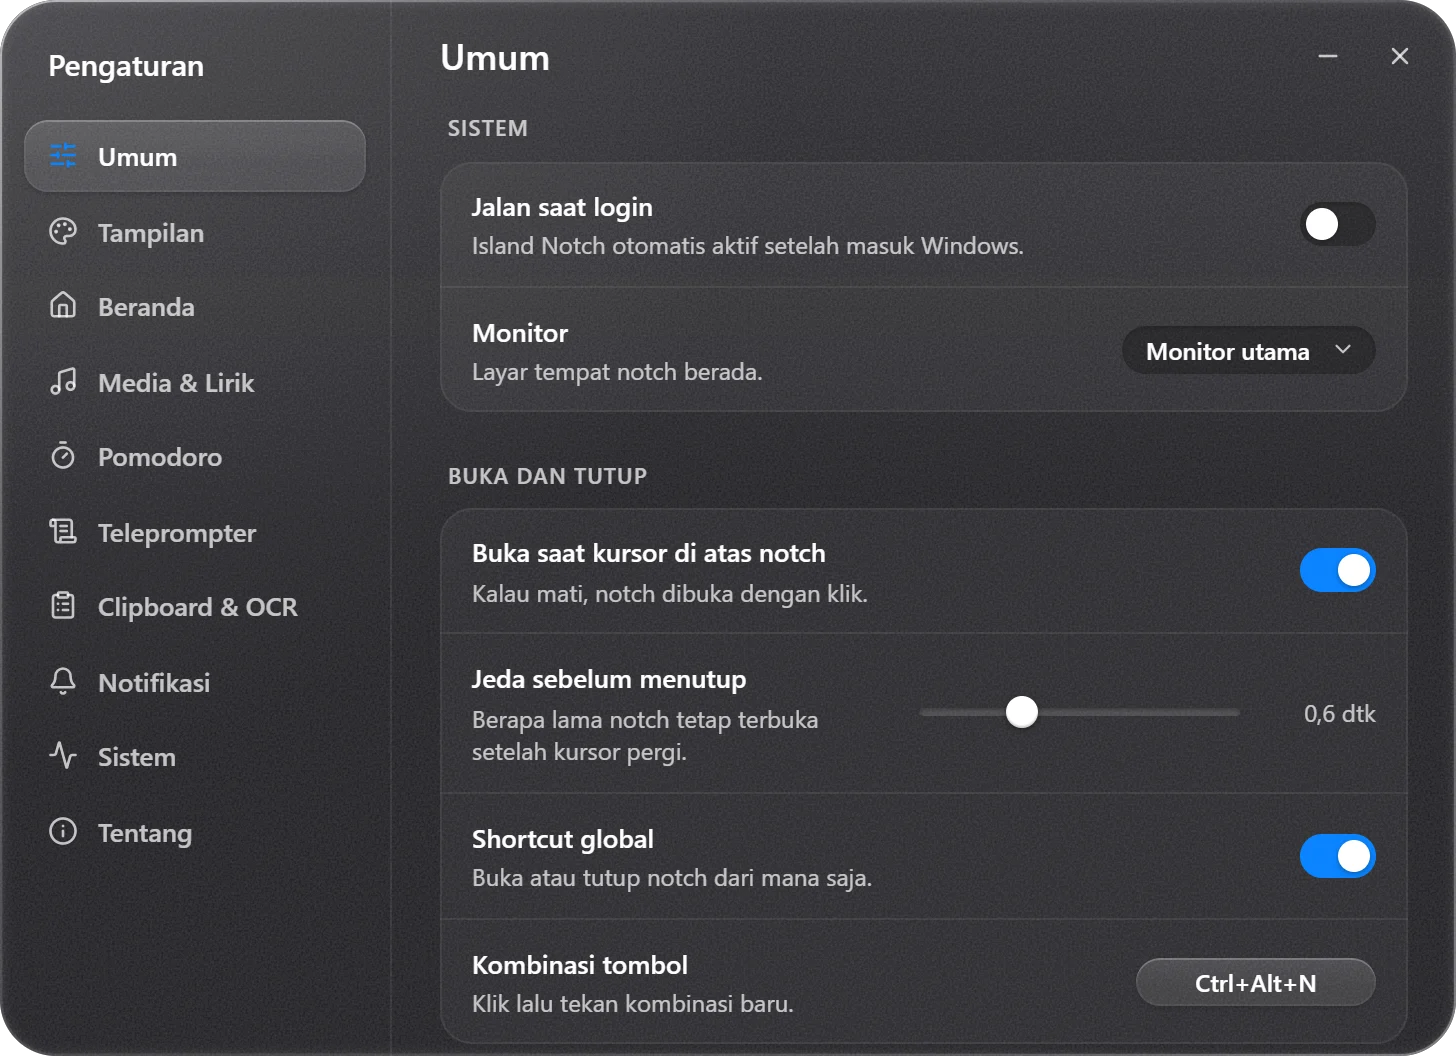 Pengaturan
Umum
Tampilan
Beranda
Media & Lirik
Pomodoro
Teleprompter
Clipboard & OCR
Notifikasi
Sistem
Tentang
Umum
SISTEM
Jalan saat login
Island Notch otomatis aktif setelah masuk Windows.
Monitor
Layar tempat notch berada.
Monitor utama
BUKA DAN TUTUP
Buka saat kursor di atas notch
Kalau mati, notch dibuka dengan klik.
Jeda sebelum menutup
Berapa lama notch tetap terbuka
setelah kursor pergi.
0,6 dtk
Shortcut global
Buka atau tutup notch dari mana saja.
Kombinasi tombol
Klik lalu tekan kombinasi baru.
Ctrl+Alt+N